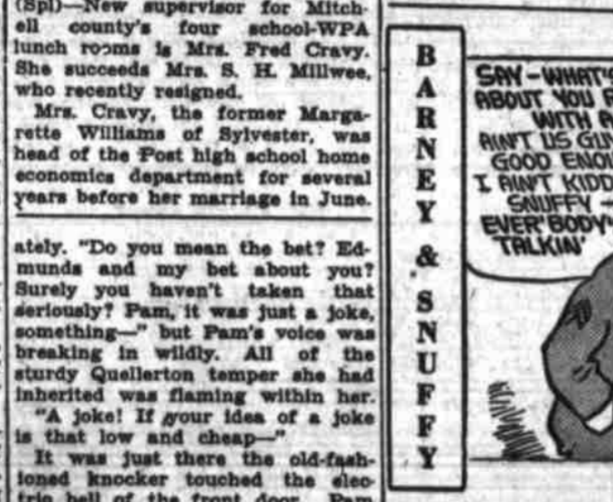 (Spl)—New supervisor for Mitch-
ell county's four school-WPA
lunch rooms is Mrs. Fred Cravy.
She succeeds Mrs. S. H. Millwee,
who recently resigned.
Mrs. Cravy, the former Marga-
rette Williams of Sylvester, was
head of the Post high school home
economics department for several
years before her marriage in June.
ately. "Do you mean the bet? Ed-
munds and my bet about you?
Surely you haven't taken that
seriously? Pam, it was just a joke,
something—" but Pam's voice was
breaking in wildly. All of the
sturdy Quellerton temper she had
inherited was flaming within her.
"A joke! If your idea of a joke
is that low and cheap—"
It was just there the old-fash-
ioned knocker touched the elec-
tric bell of the front door. Pam
BARNEY & SNUFFY
SAY—WHAT'S
ABOUT YOU
WITH A
AIN'T US
GOOD
I AIN'T
SNUFFY—
EVER'BODY'
TALKIN'